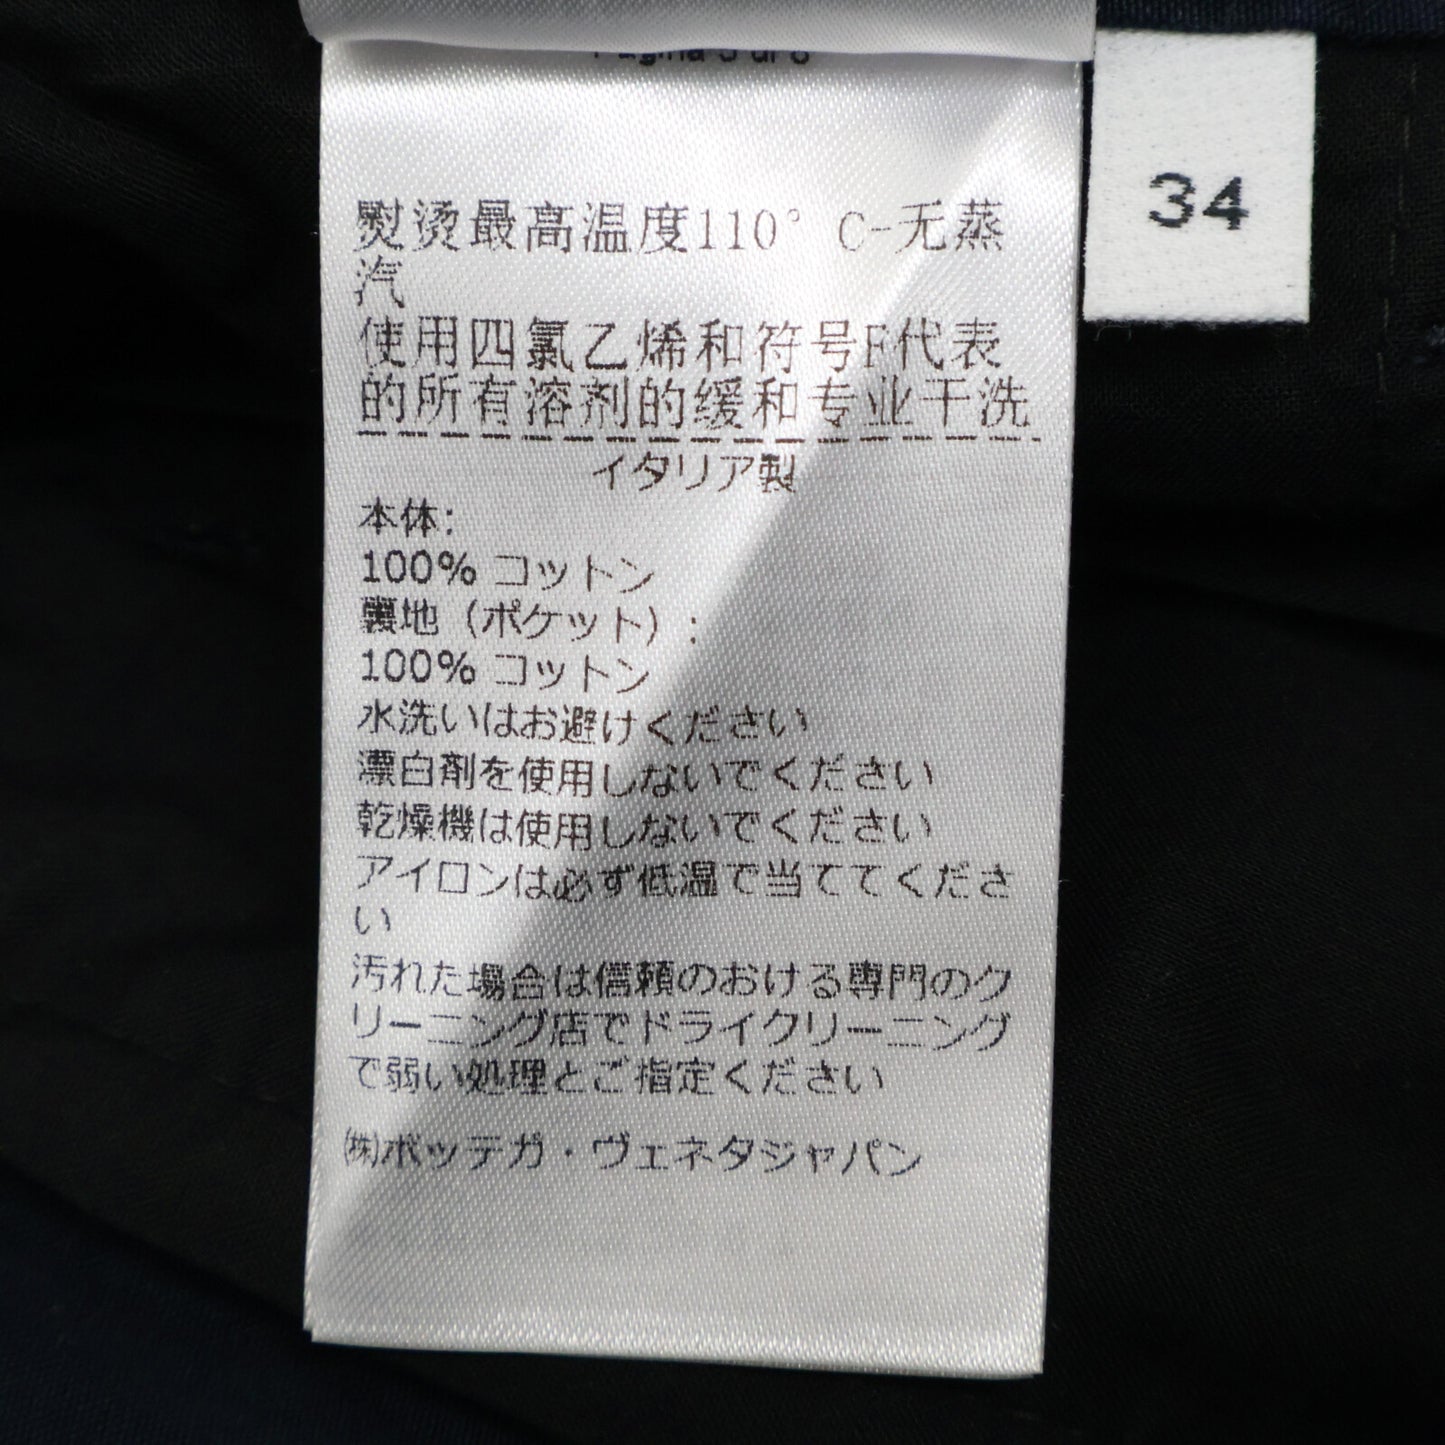 Pagina 5 di 6
34
熨烫最高温度110° C-无蒸
汽
使用四氯乙烯和符号F代表
的所有溶剂的缓和专业干洗
イタリア製
本体:
100% コットン
裏地（ポケット）:
100% コットン
水洗いはお避けください
漂白剤を使用しないでください
乾燥機は使用しないでください
アイロンは必ず低温で当ててくださ
い
汚れた場合は信頼のおける専門のク
リーニング店でドライクリーニング
で弱い処理とご指定ください
㈱ボッテガ・ヴェネタジャパン